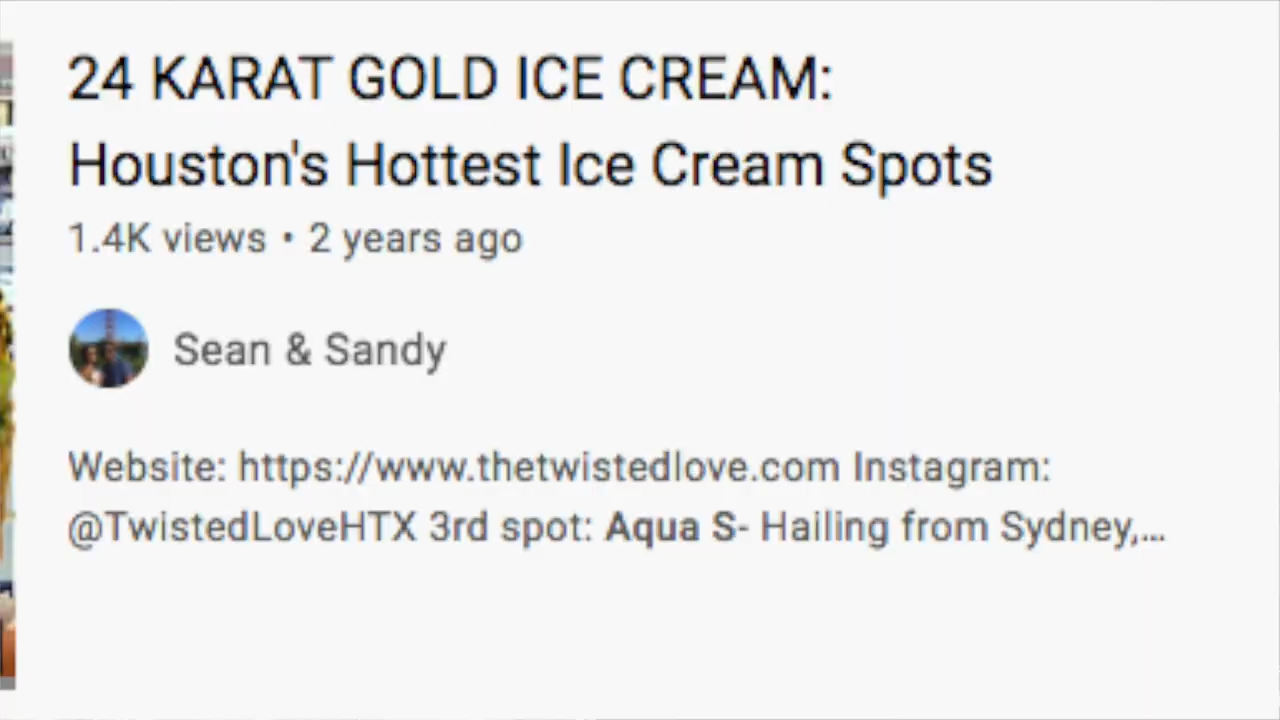 24 KARAT GOLD ICE CREAM:
Houston's Hottest Ice Cream Spots
1.4K views • 2 years ago
Sean & Sandy
Website: https://www.thetwistedlove.com Instagram:
@TwistedLoveHTX 3rd spot: Aqua S- Hailing from Sydney,...